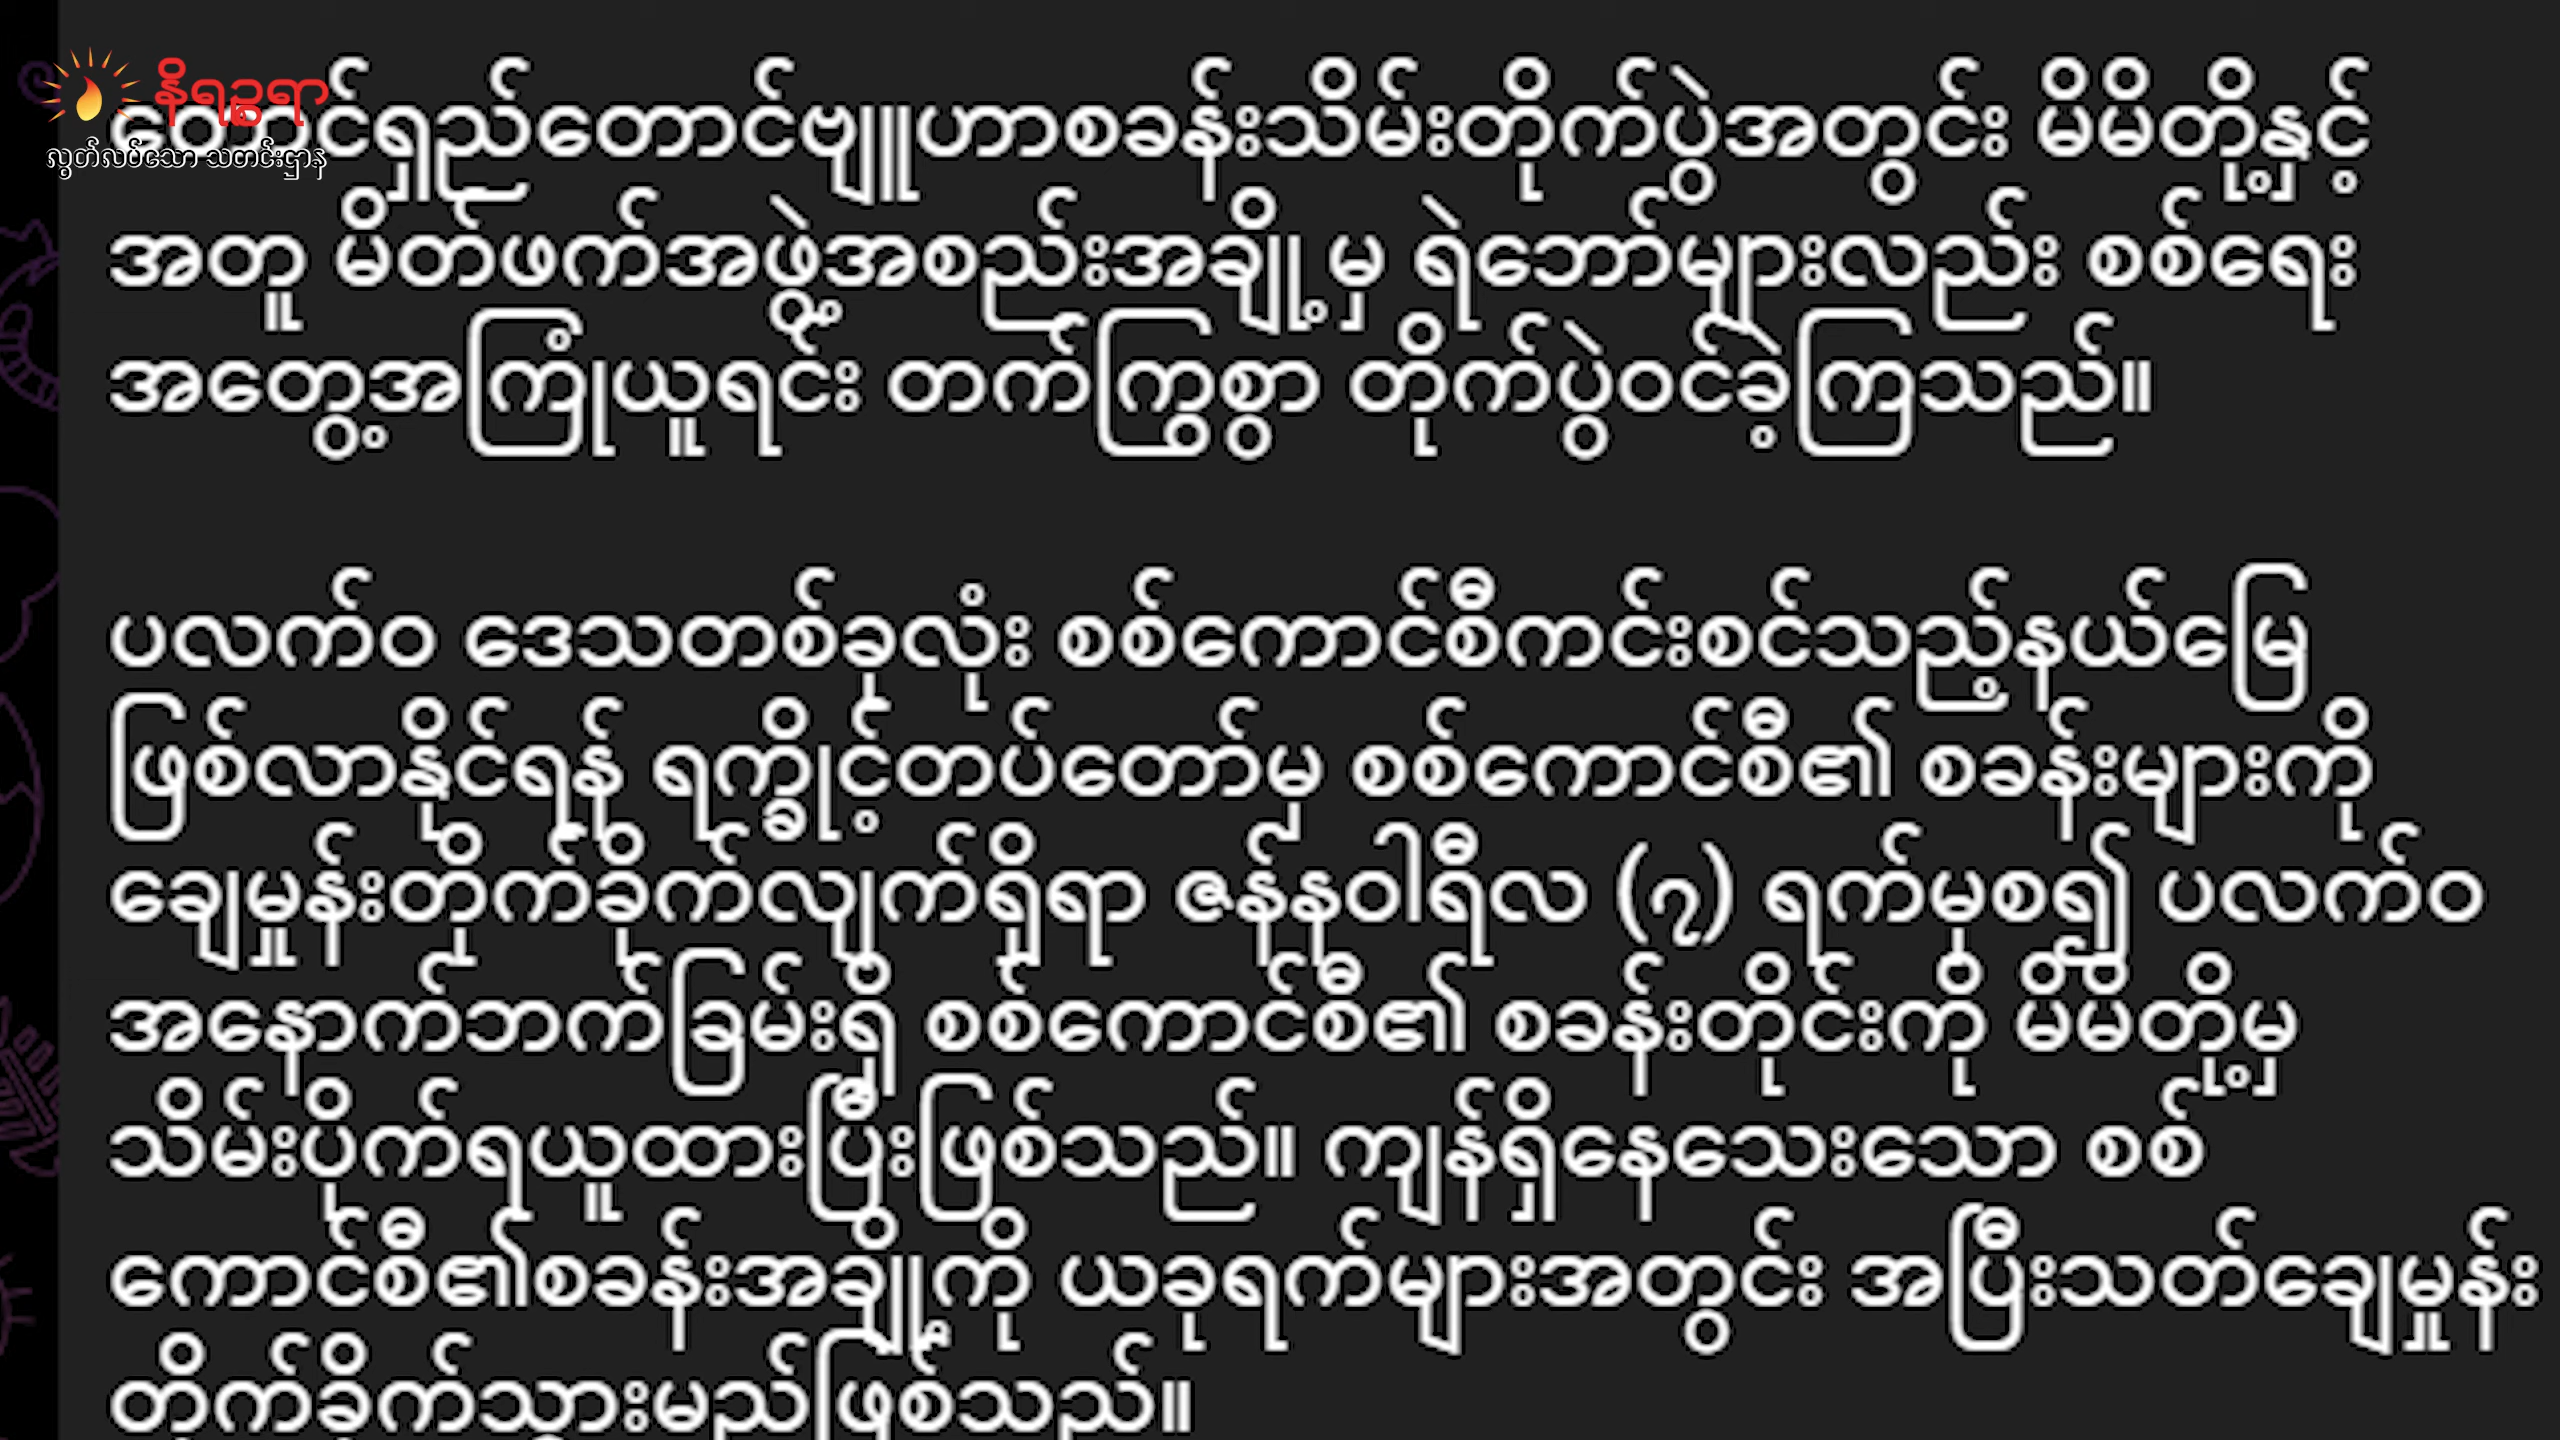 နိရဉ္စရာ
လွတ်လပ်သော သတင်းဌာန
တောင်ရှည်တောင်ဗျူဟာစခန်းသိမ်းတိုက်ပွဲအတွင်း မိမိတို့နှင့်
အတူ မိတ်ဖက်အဖွဲ့အစည်းအချို့မှ ရဲဘော်များလည်း စစ်ရေး
အတွေ့အကြုံယူရင်း တက်ကြွစွာ တိုက်ပွဲဝင်ခဲ့ကြသည်။
ပလက်ဝ ဒေသတစ်ခုလုံး စစ်ကောင်စီကင်းစင်သည့်နယ်မြေ
ဖြစ်လာနိုင်ရန် ရက္ခိုင့်တပ်တော်မှ စစ်ကောင်စီ၏ စခန်းများကို
ချေမှုန်းတိုက်ခိုက်လျက်ရှိရာ ဇန်နဝါရီလ (၇) ရက်မှစ၍ ပလက်ဝ
အနောက်ဘက်ခြမ်းရှိ စစ်ကောင်စီ၏ စခန်းတိုင်းကို မိမိတို့မှ
သိမ်းပိုက်ရယူထားပြီးဖြစ်သည်။ ကျန်ရှိနေသေးသော စစ်
ကောင်စီ၏စခန်းအချို့ကို ယခုရက်များအတွင်း အပြီးသတ်ချေမှုန်း
တိုက်ခိုက်သွားမည်ဖြစ်သည်။